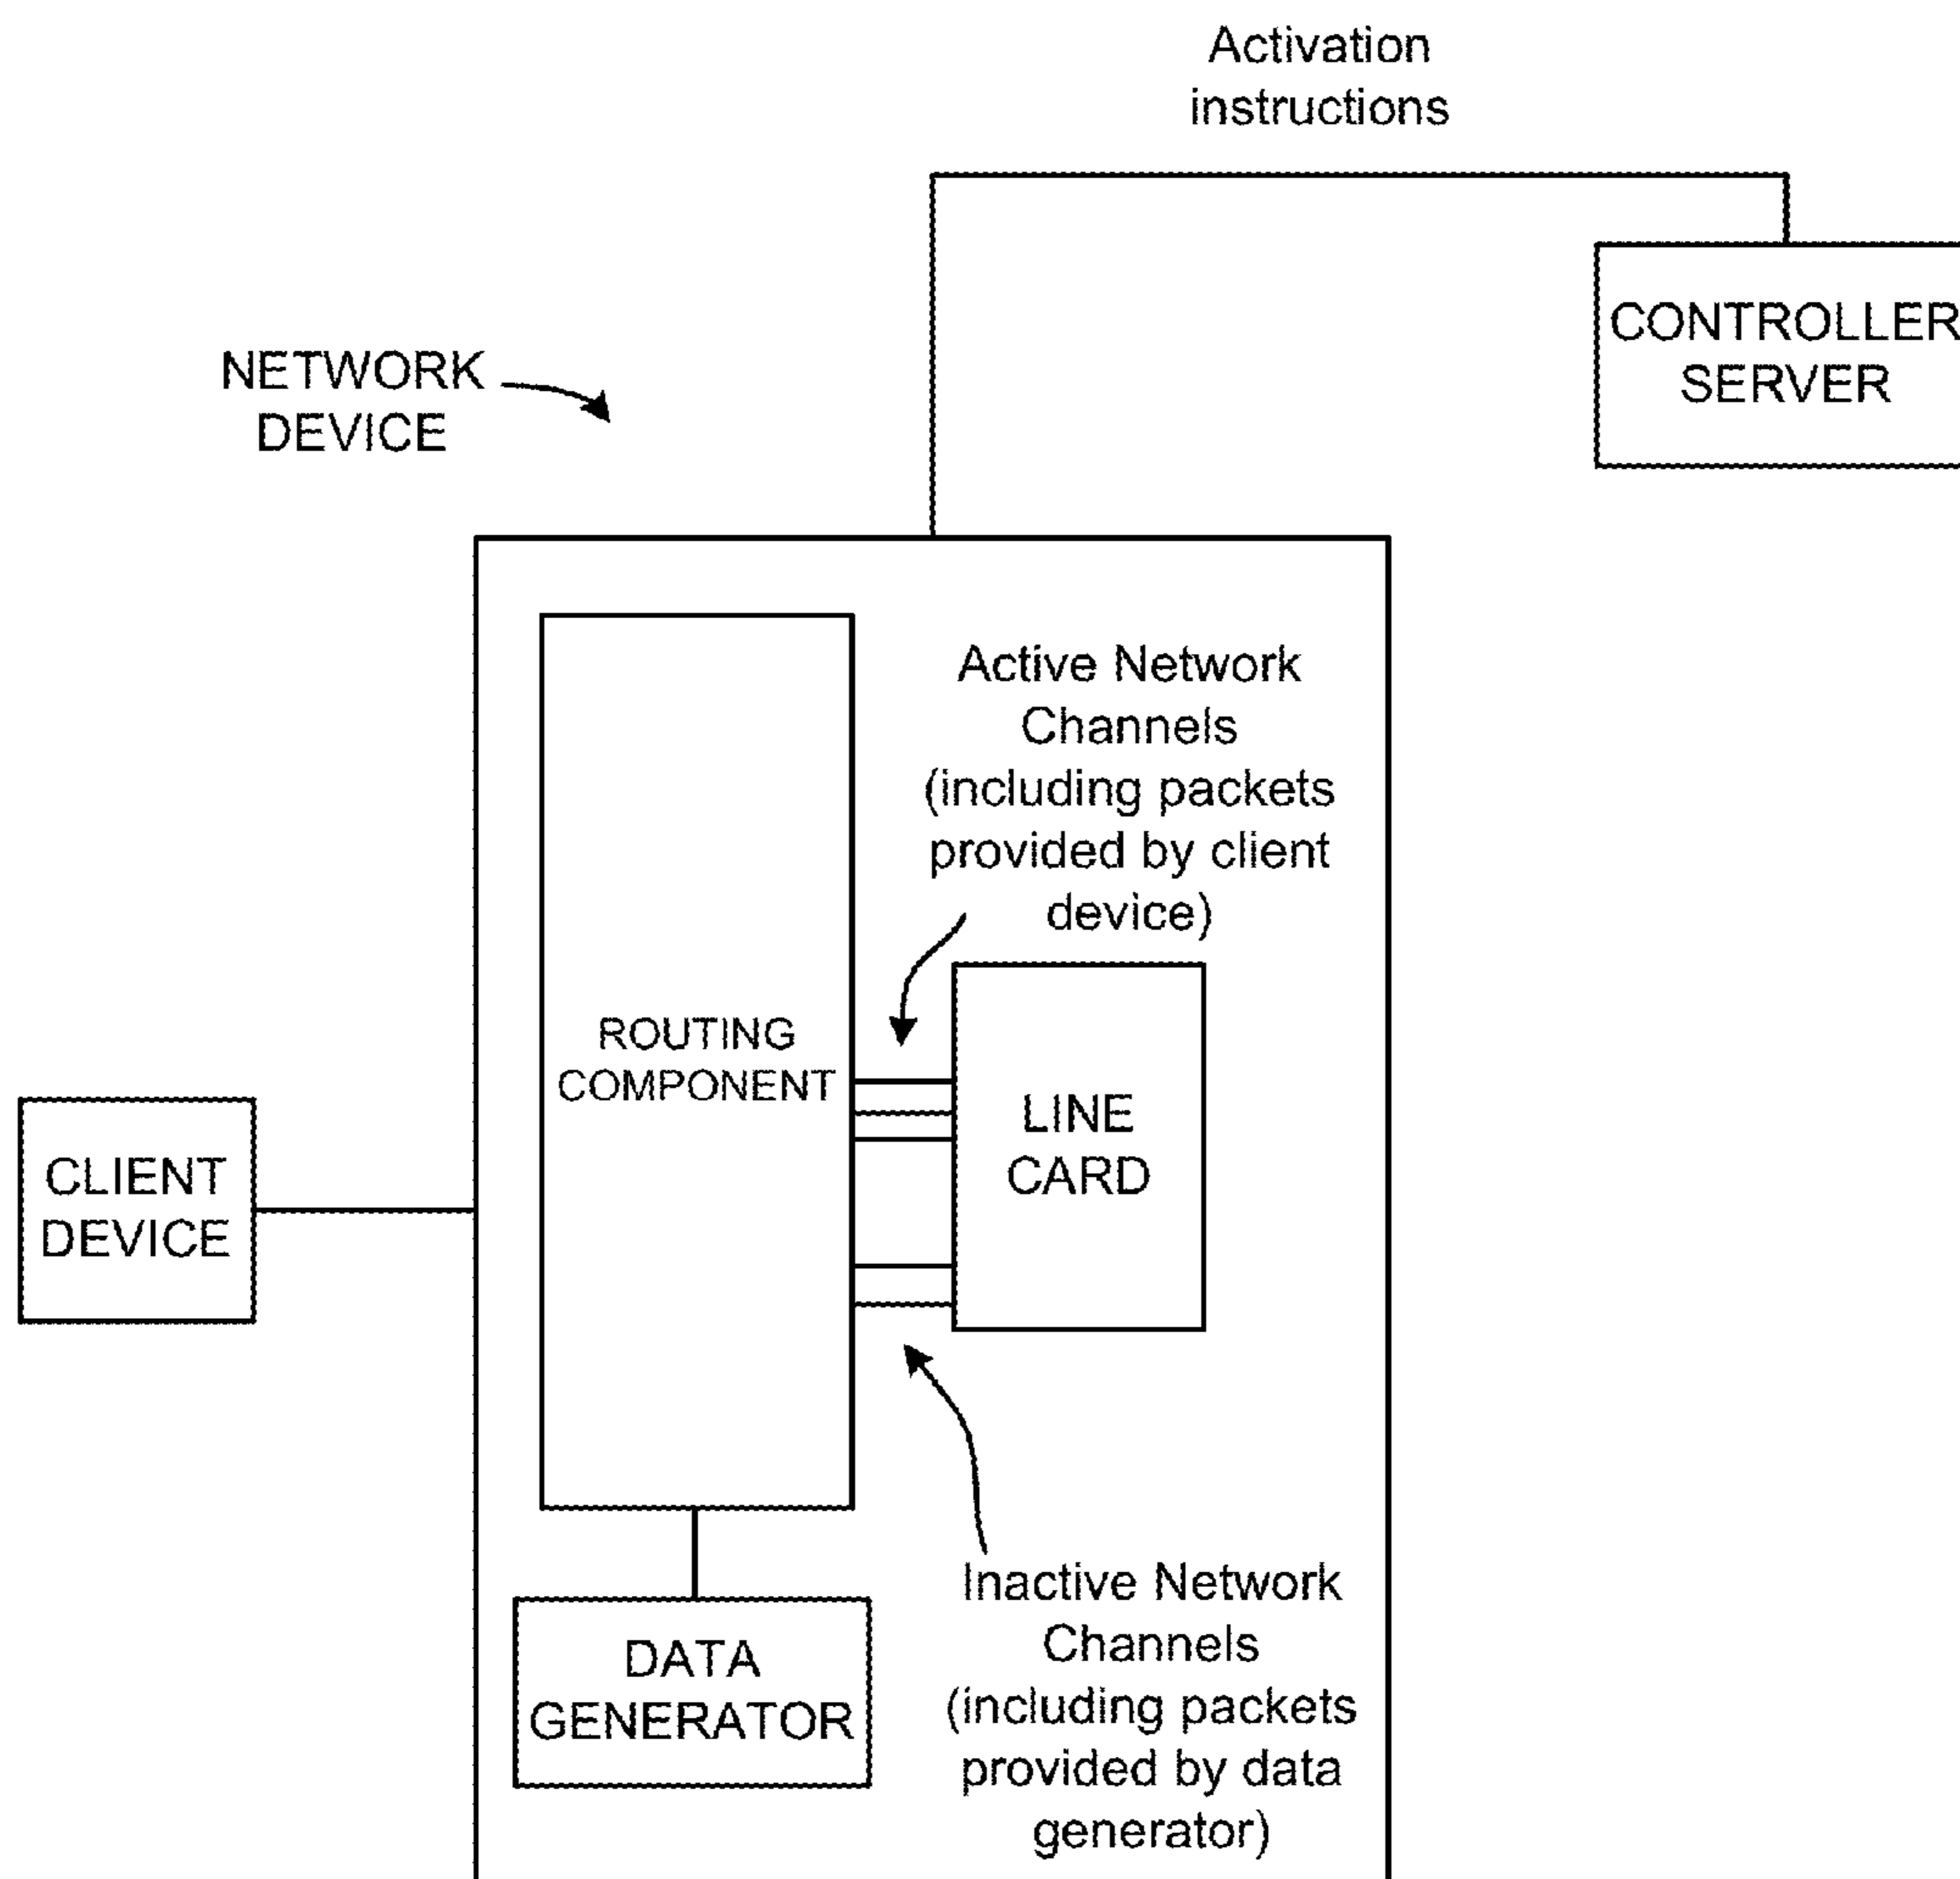 Activation
instructions
CONTROLLER
SERVER
NETWORK
DEVICE
Active Network
Channels
(including packets
provided by client
device)
ROUTING
COMPONENT
LINE
CARD
CLIENT
DEVICE
Inactive Network
Channels
(including packets
provided by data
generator)
DATA
GENERATOR